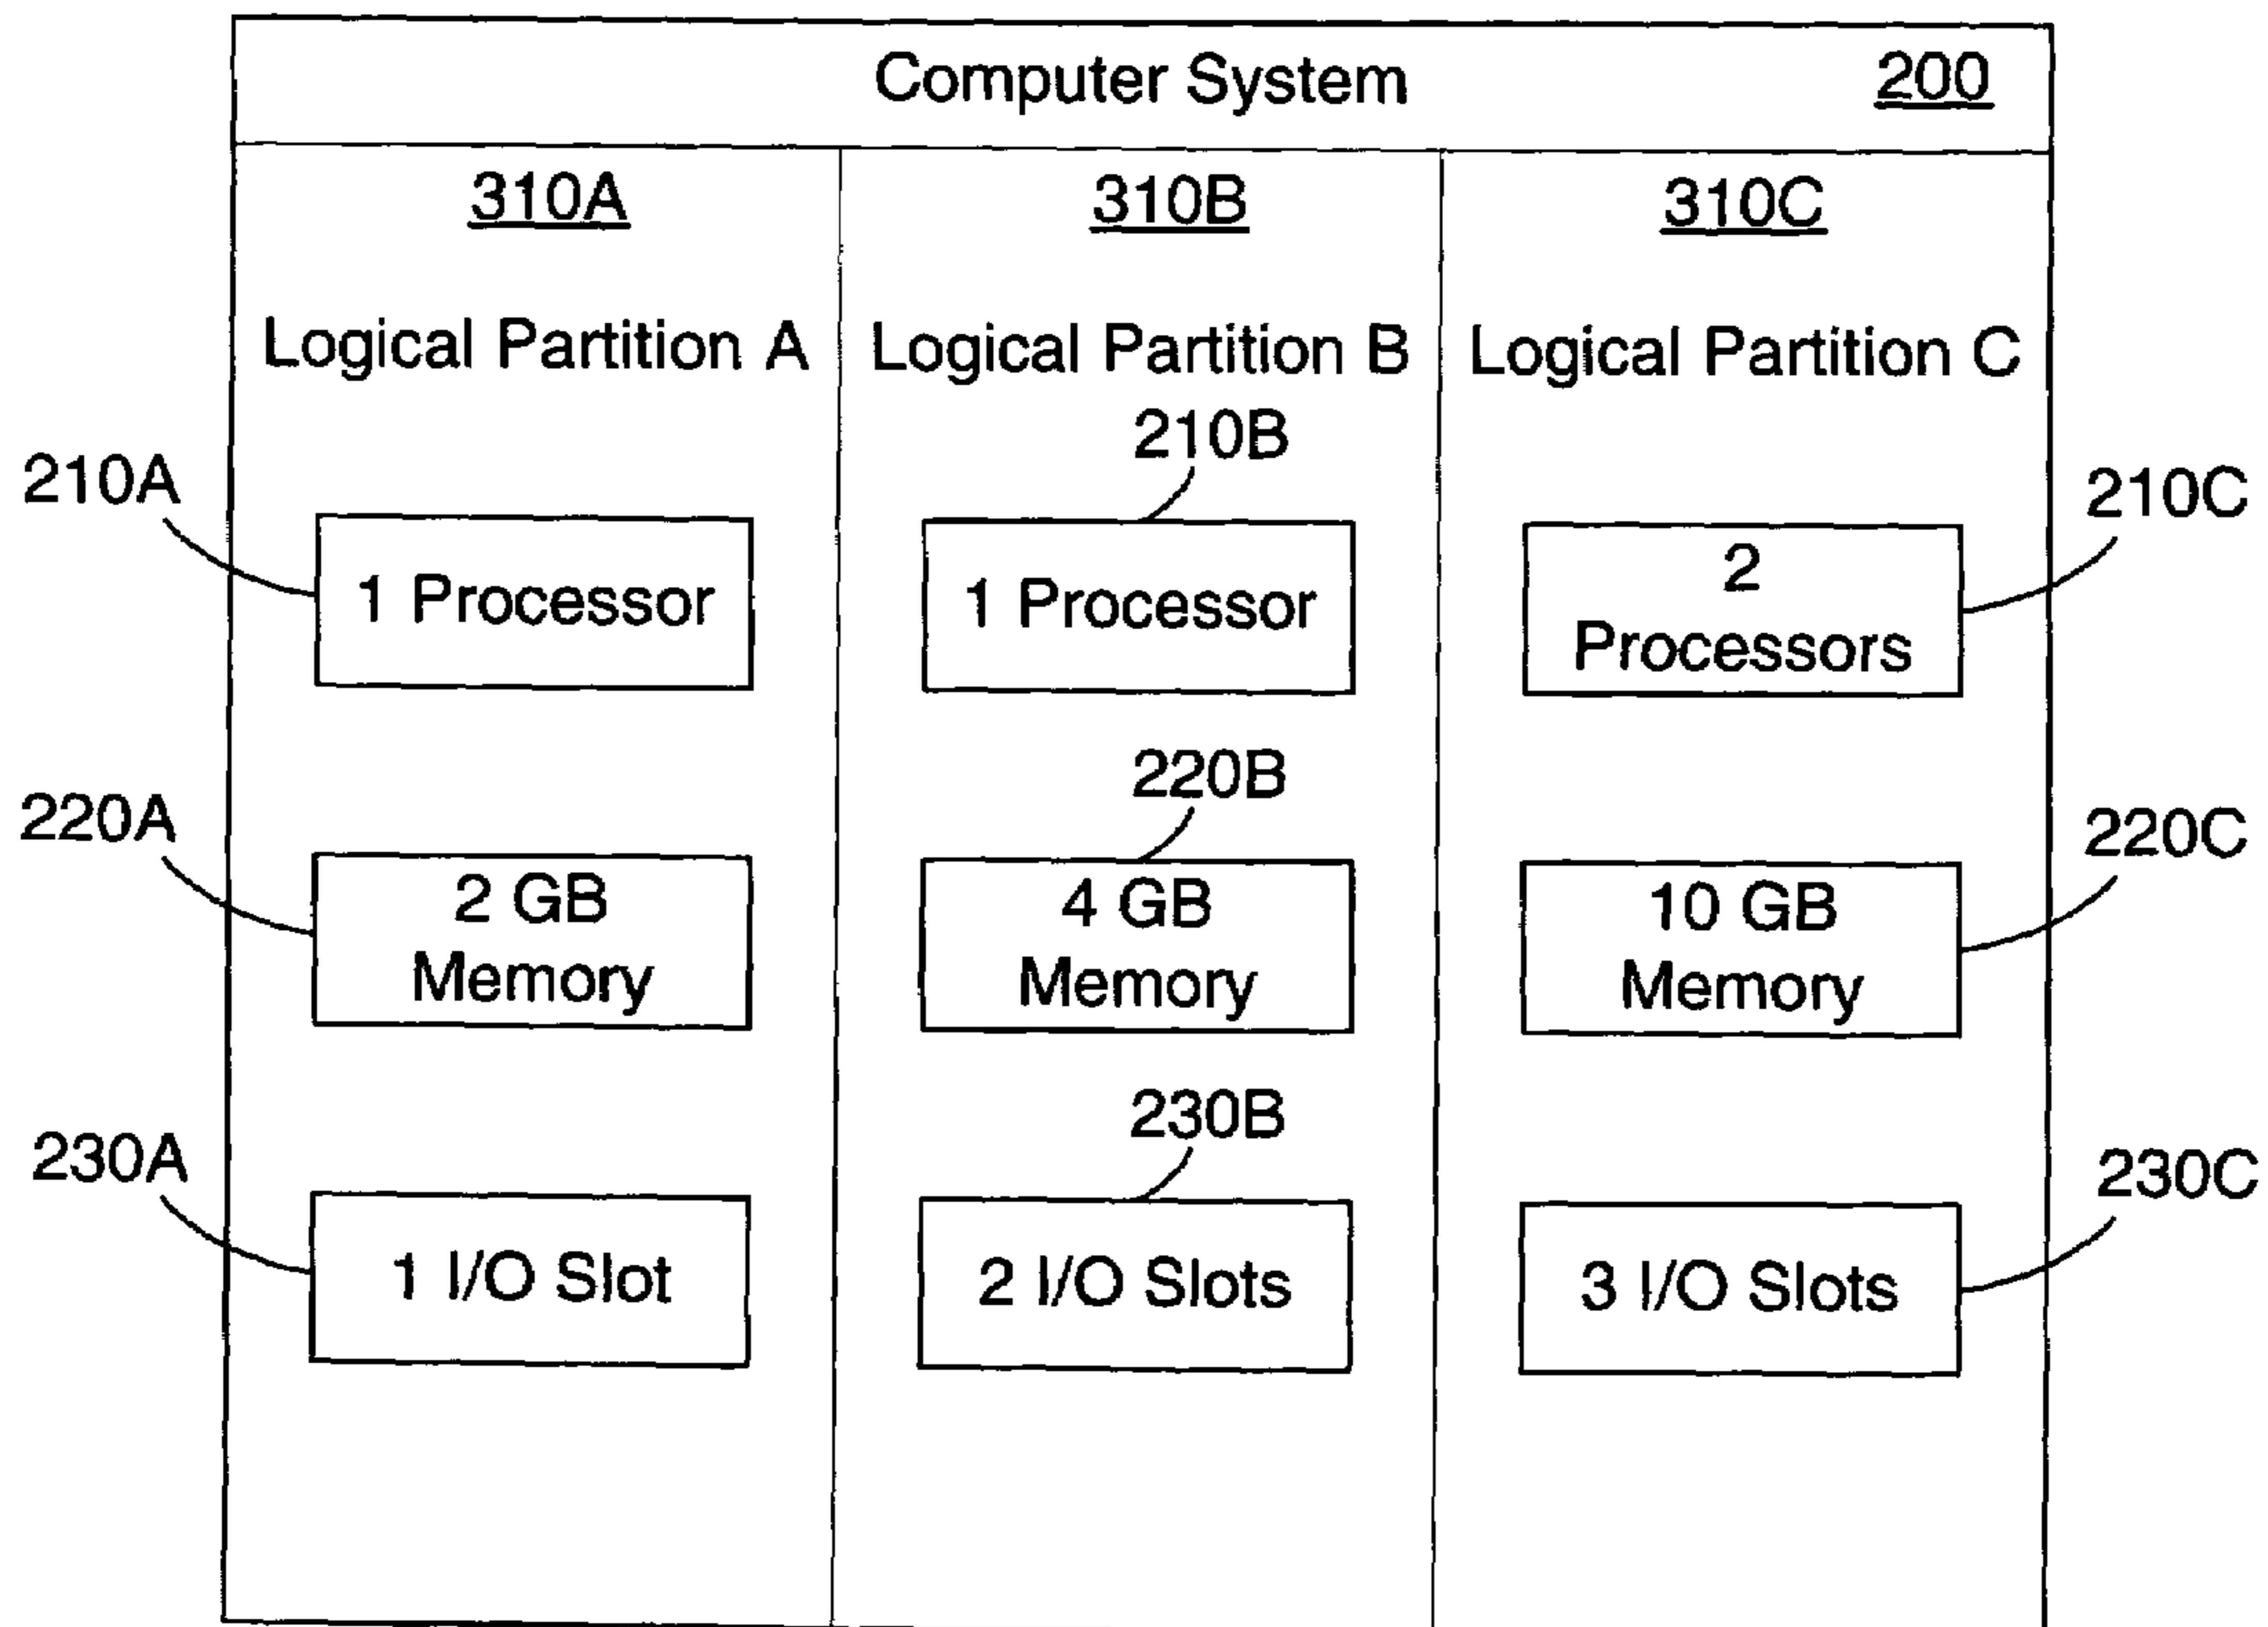 Computer System
200
310A
310B
310C
Logical Partition A
Logical Partition B
Logical Partition C
210A
210B
210C
1 Processor
1 Processor
2
Processors
220A
220B
220C
2 GB
Memory
4 GB
Memory
10 GB
Memory
230A
230B
230C
1 I/O Slot
2 I/O Slots
3 I/O Slots